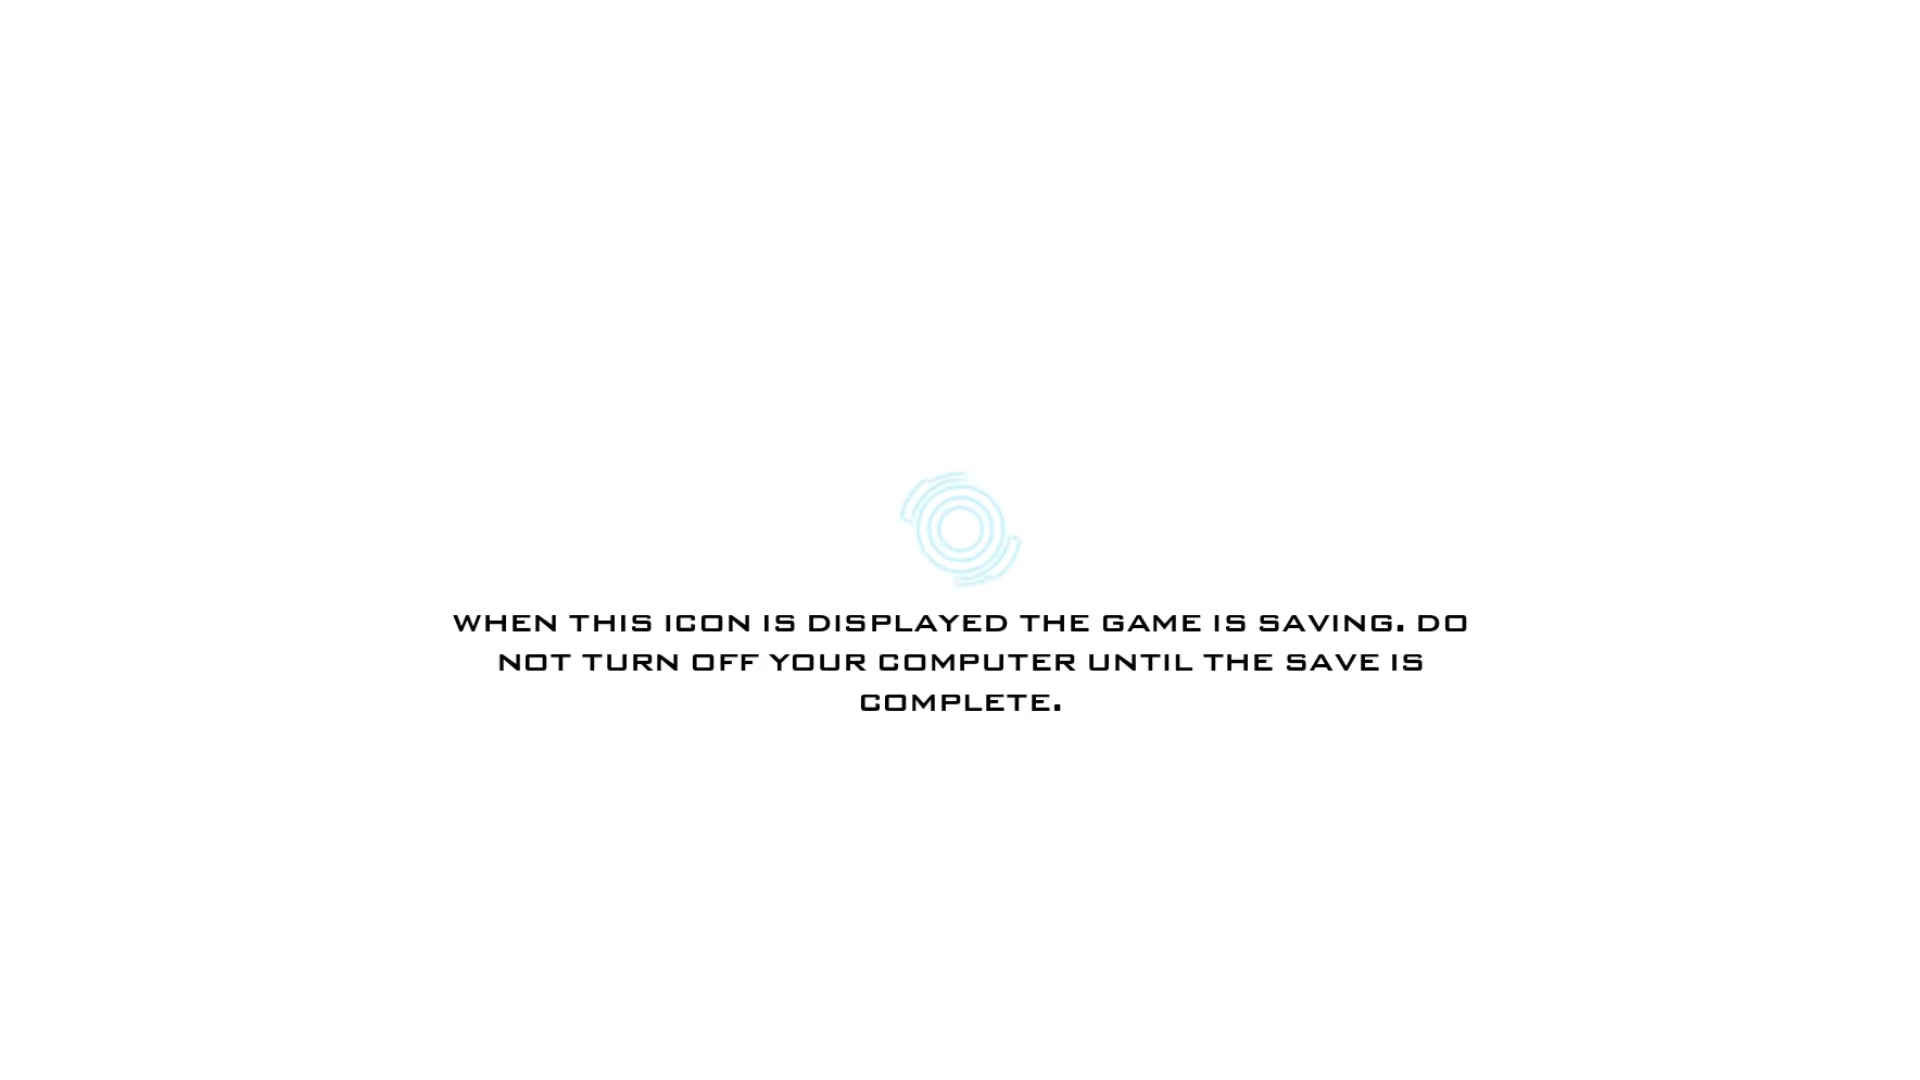 WHEN THIS ICON IS DISPLAYED THE GAME IS SAVING. DO
NOT TURN OFF YOUR COMPUTER UNTIL THE SAVE IS
COMPLETE.